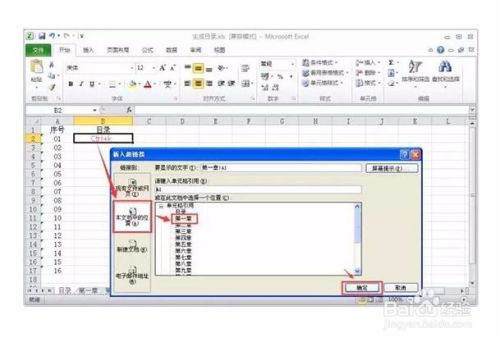 生成目录.xls [兼容模式] - Microsoft Excel
文件 开始 插入 页面布局 公式 数据 审阅 视图
宋体 12 常规 条件格式
粘贴 套用表格格式 排序和筛选 查找和选择
单元格样式
剪贴板 字体 对齐方式 数字 样式 单元格 编辑
B2
A B C D E F G H I
1 序号 目录
2 01 Ctrl+k
3 02
4 03
5 04
6 05
7 06
8 07
9 08
10 09
11 10
12 11
13 12
14 13
15 14
16 15
17 16
插入超链接
链接到: 要显示的文字(T): 第一章!A1 屏幕提示(P)...
现有文件或网页(X)
请键入单元格引用(E):
A1
或在此文档中选择一个位置(C):
本文档中的位置(A)
单元格引用
目录
第一章
第二章
第三章
第四章
第五章
第六章
第七章
第八章
第九章
新建文档(N)
电子邮件地址(M)
确定 取消
目录 第一章
就绪 100%
Baidu 经验
jingyan.baidu.com